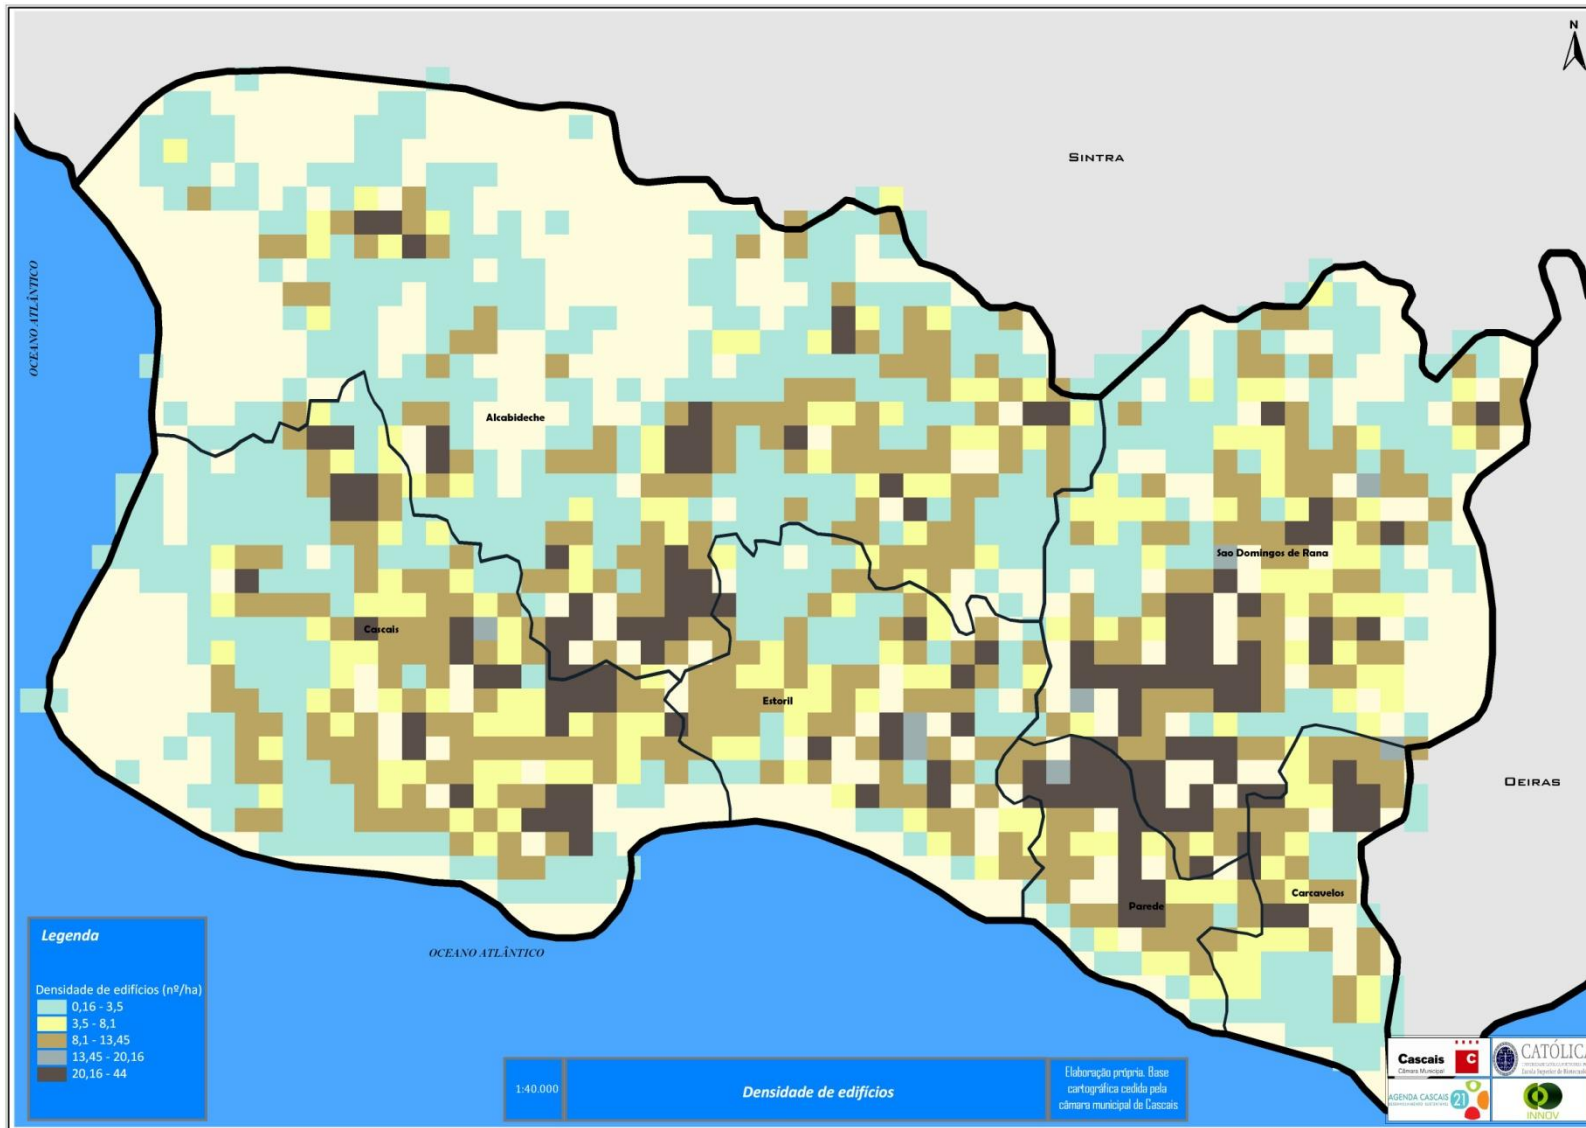 N
SINTRA
OCEANO ATLÂNTICO
Alcabideche
Sao Domingos de Rana
Cascais
Estoril
OEIRAS
Carcavelos
Parede
OCEANO ATLÂNTICO
Legenda
Densidade de edifícios (nº/ha)
0,16 - 3,5
3,5 - 8,1
8,1 - 13,45
13,45 - 20,16
20,16 - 44
1:40.000
Densidade de edifícios
Elaboração própria. Base
cartográfica cedida pela
câmara municipal de Cascais
Cascais
Câmara Municipal
C
CATÓLICA
Escola Superior de
AGENDA CASCAIS
21
INNOV